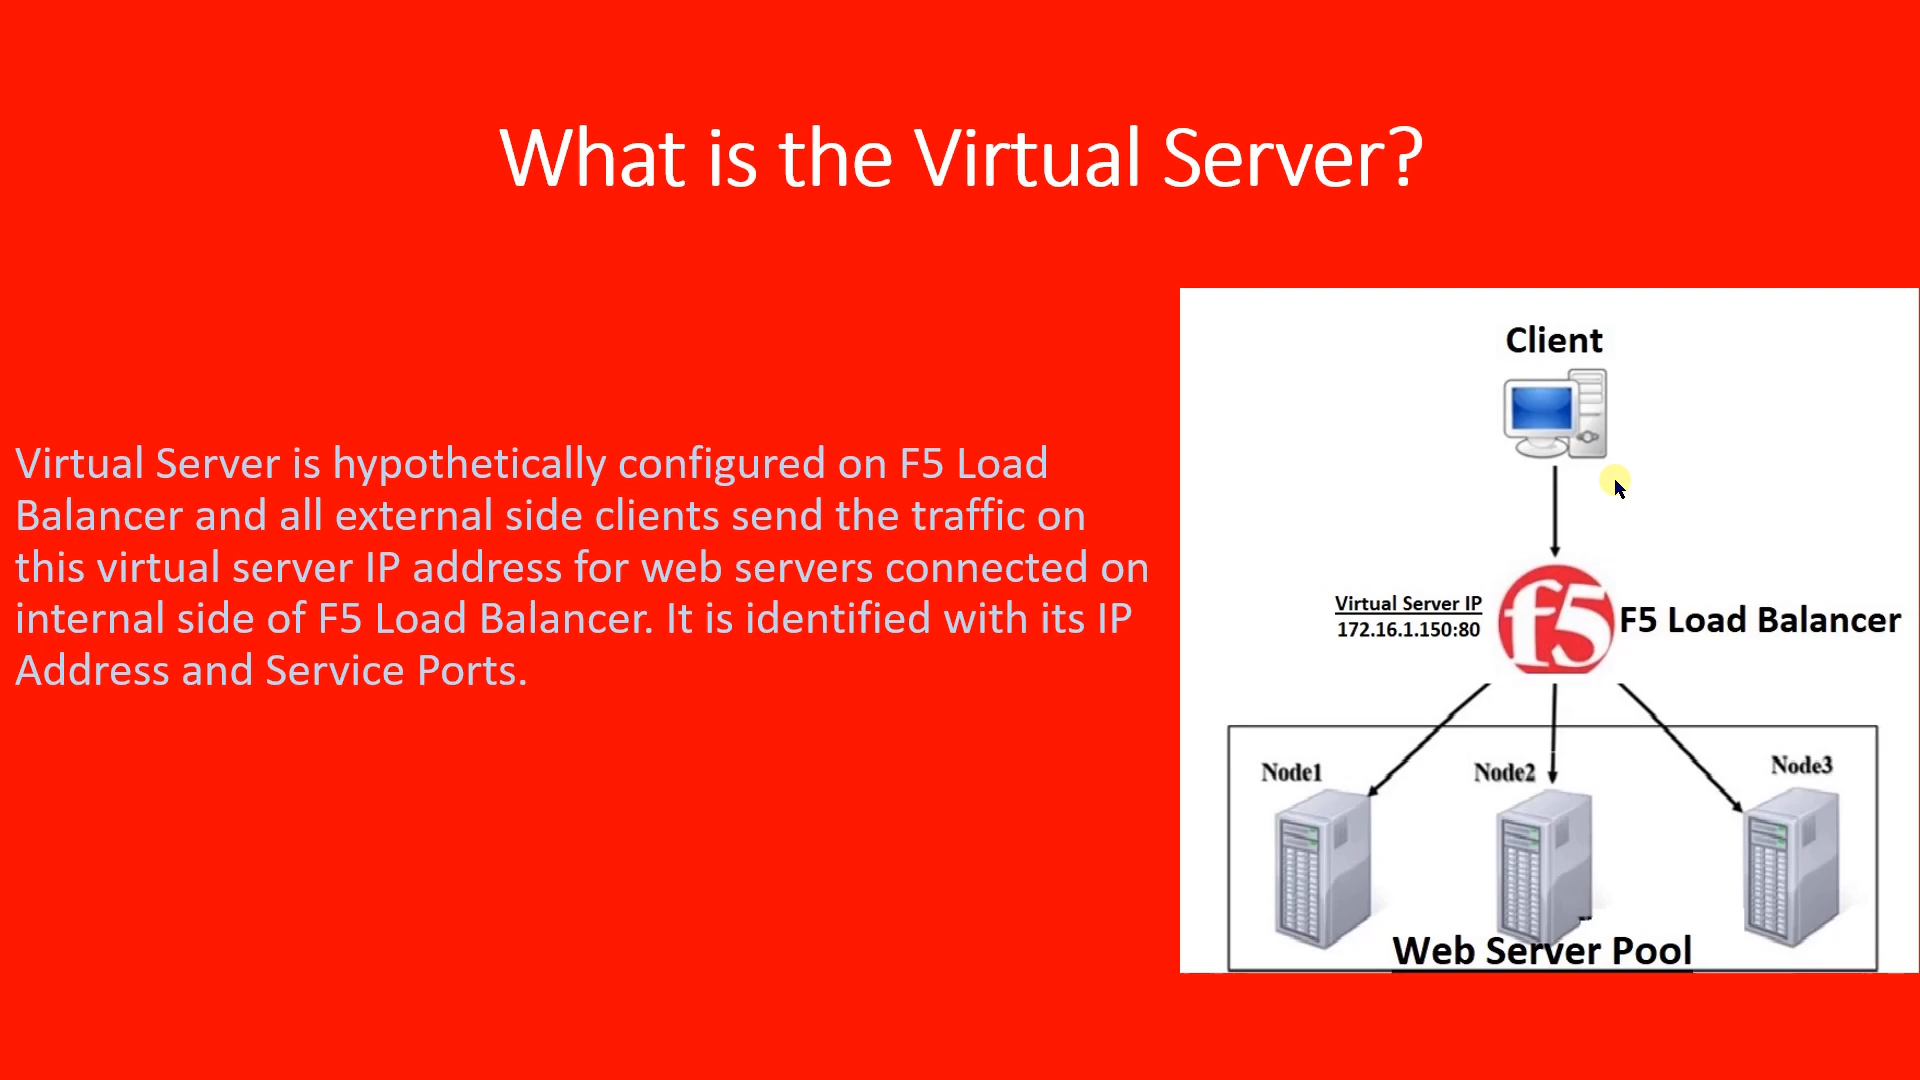 What is the Virtual Server?
Virtual Server is hypothetically configured on F5 Load
Balancer and all external side clients send the traffic on
this virtual server IP address for web servers connected on
internal side of F5 Load Balancer. It is identified with its IP
Address and Service Ports.
Client
Virtual Server IP
172.16.1.150:80
f5
F5 Load Balancer
Node1
Node2
Node3
Web Server Pool